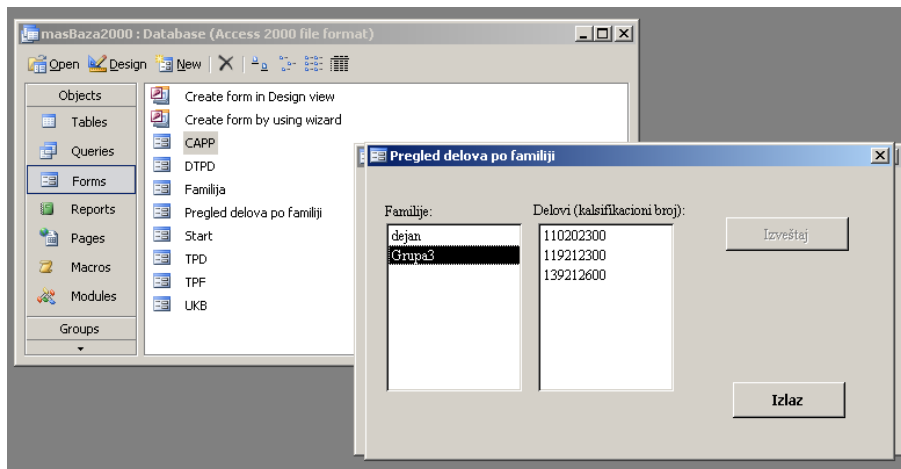 masBaza2000 : Database (Access 2000 file format)
Open Design New
Objects
Tables
Queries
Forms
Reports
Pages
Macros
Modules
Groups
Create form in Design view
Create form by using wizard
CAPP
DTPD
Familija
Pregled delova po familiji
Start
TPD
TPF
UKB
Pregled delova po familiji
Familije:
dejan
Grupa3
Delovi (kalsifikacioni broj):
110202300
119212300
139212600
Izveštaj
Izlaz